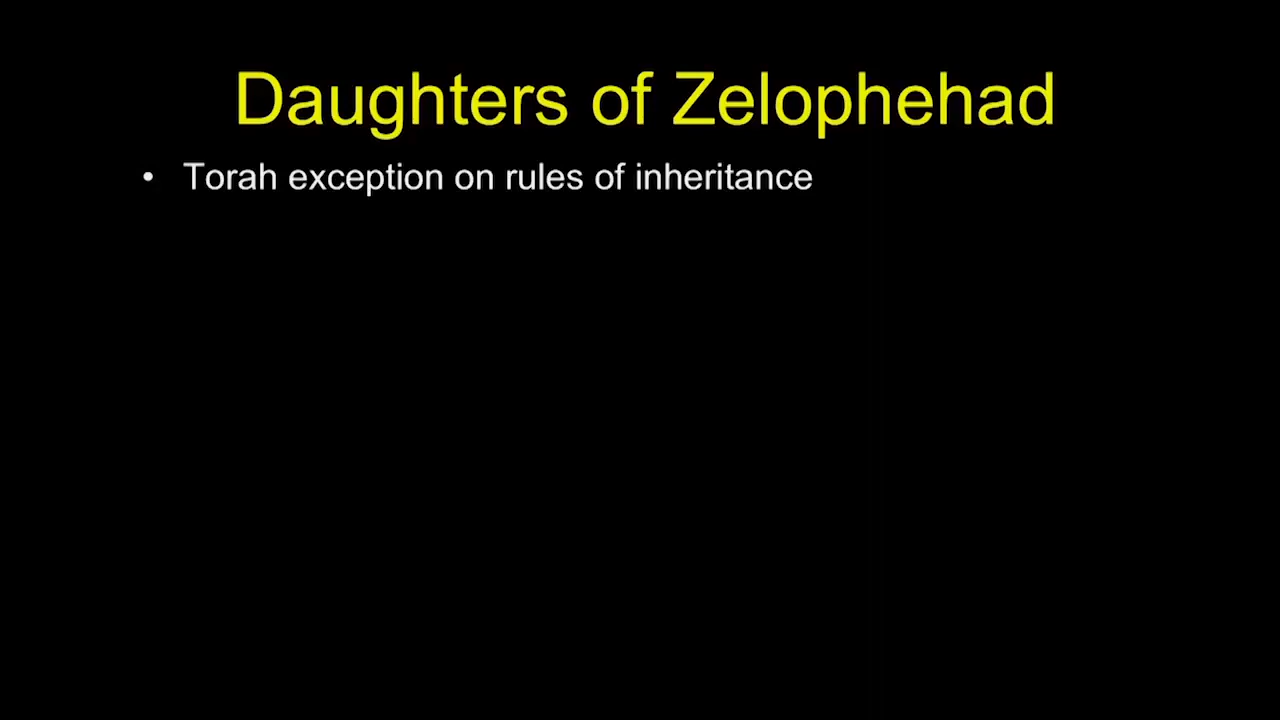 Daughters of Zelophehad
• Torah exception on rules of inheritance